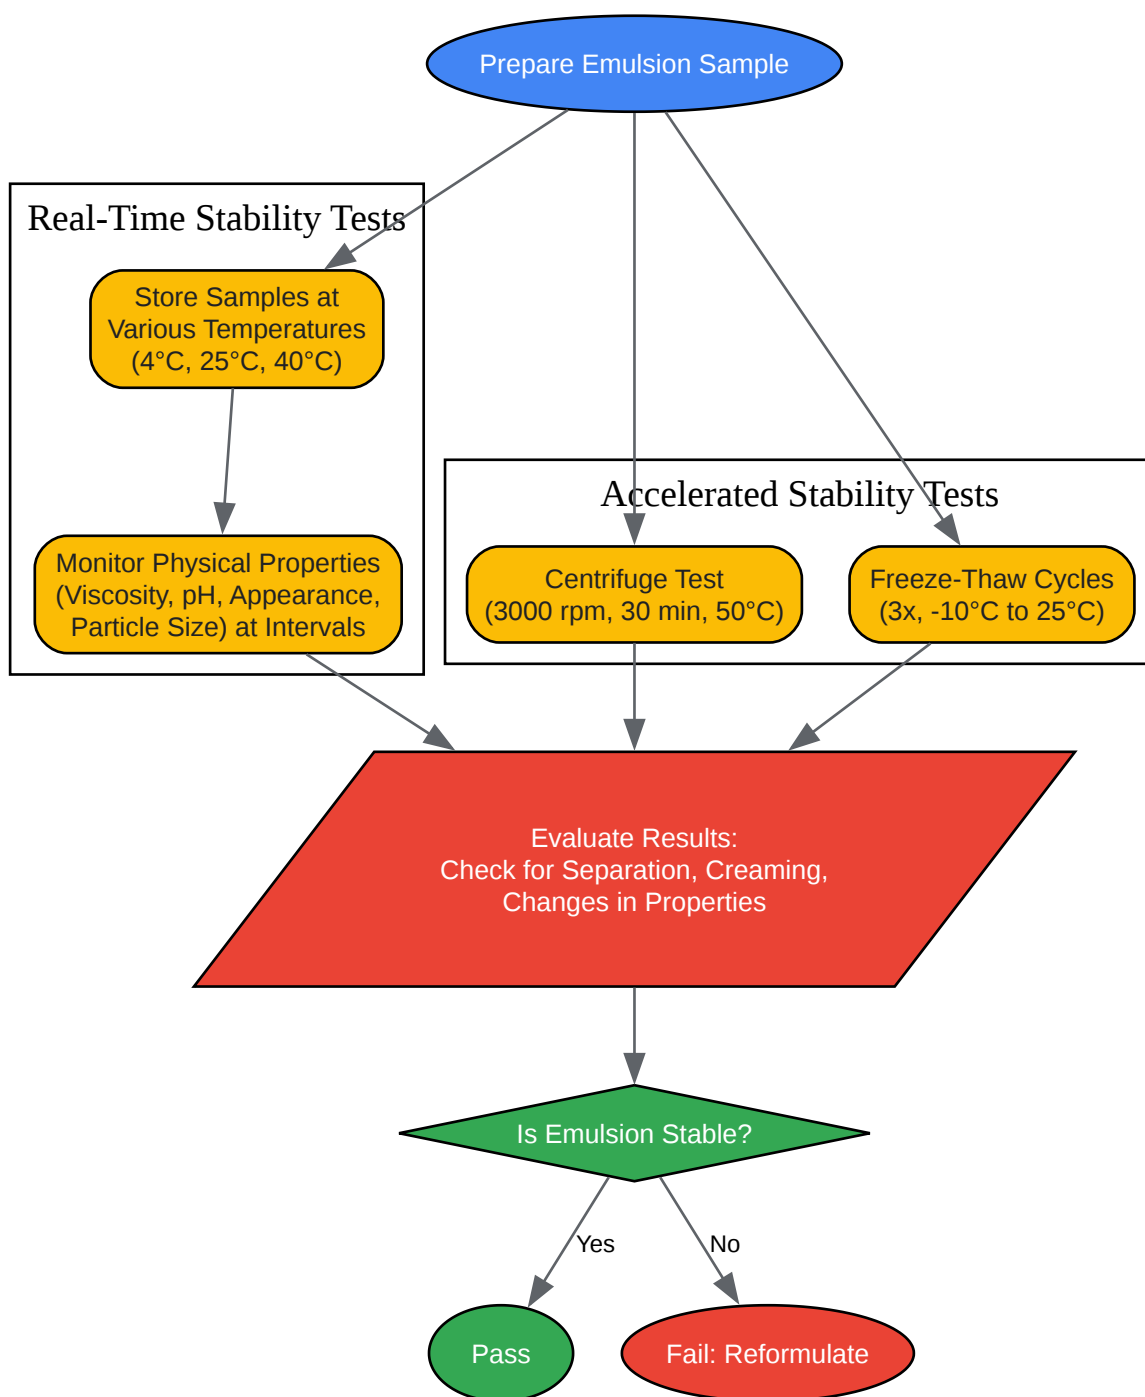 Prepare Emulsion Sample
Real-Time Stability Tests
Store Samples at
Various Temperatures
(4°C, 25°C, 40°C)
Monitor Physical Properties
(Viscosity, pH, Appearance,
Particle Size) at Intervals
Accelerated Stability Tests
Centrifuge Test
(3000 rpm, 30 min, 50°C)
Freeze-Thaw Cycles
(3x, -10°C to 25°C)
Evaluate Results:
Check for Separation, Creaming,
Changes in Properties
Is Emulsion Stable?
Yes
No
Pass
Fail: Reformulate